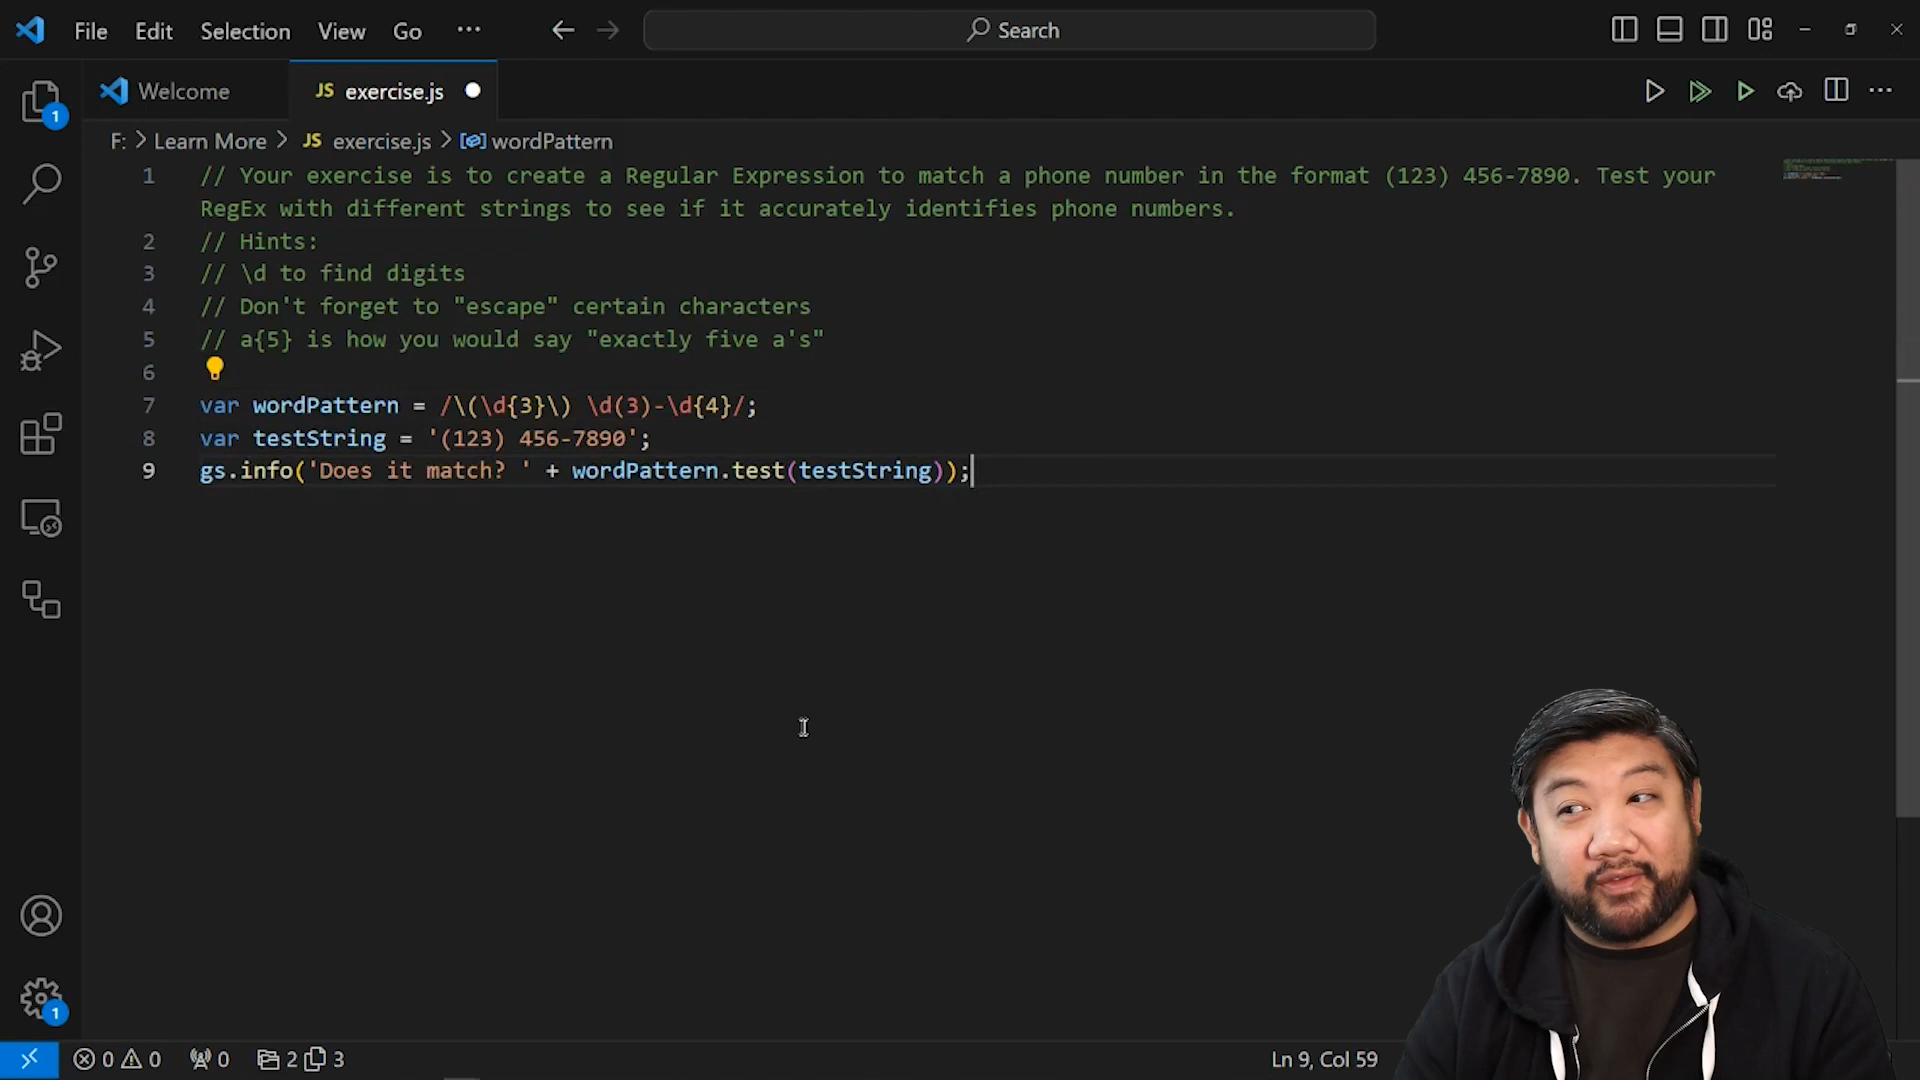 File Edit Selection View Go ··· Search
Welcome JS exercise.js
F: > Learn More > JS exercise.js > wordPattern
1 // Your exercise is to create a Regular Expression to match a phone number in the format (123) 456-7890. Test your
RegEx with different strings to see if it accurately identifies phone numbers.
2 // Hints:
3 // \d to find digits
4 // Don't forget to "escape" certain characters
5 // a{5} is how you would say "exactly five a's"
6
7 var wordPattern = /\(\d{3}\) \d(3)-\d{4}/;
8 var testString = '(123) 456-7890';
9 gs.info('Does it match? ' + wordPattern.test(testString));
1
1
0 0 0 2 3 Ln 9, Col 59